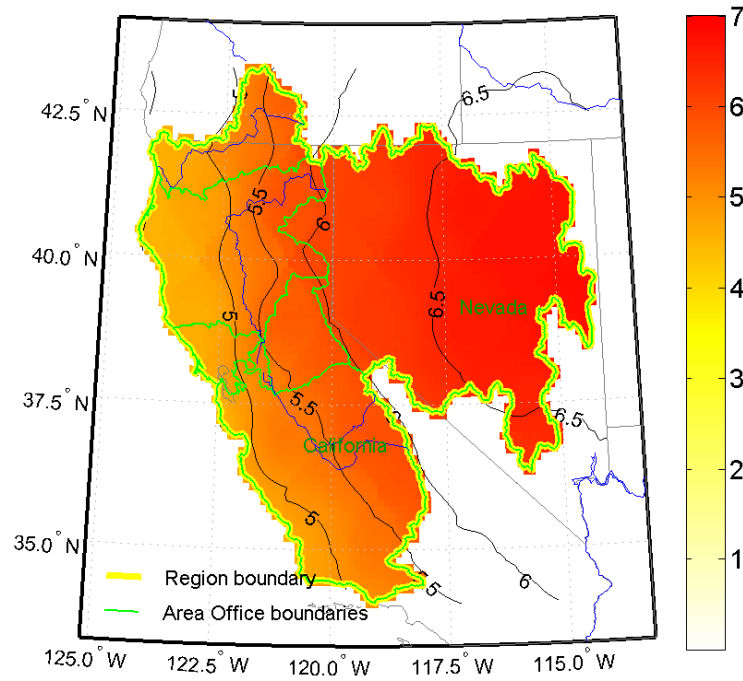 7
6.5
42.5° N
6
5
5.5
6
5
40.0° N
6.5
Nevada
4
5
37.5° N
5.5
6.5
3
California
2
5
35.0° N
Region boundary
5
6
1
Area Office boundaries
125.0° W
122.5° W
120.0° W
117.5° W
115.0° W